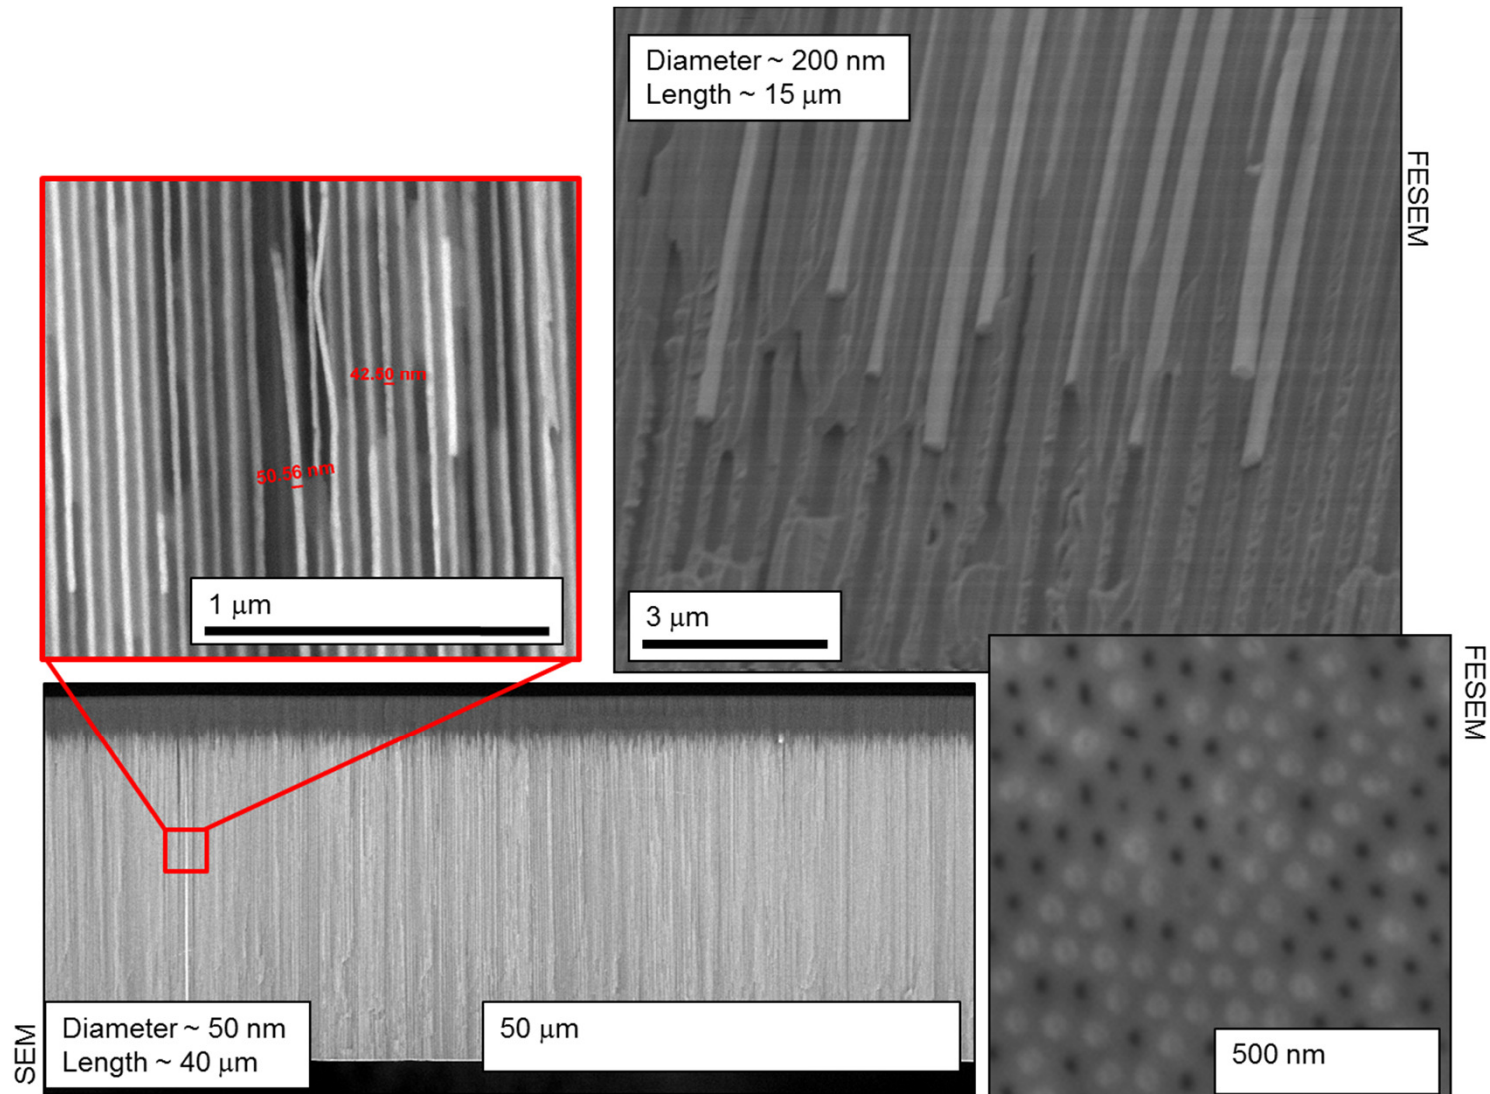 Diameter ~ 200 nm
Length ~ 15 μm
FESEM
42.80 nm
50.56 nm
1 μm
3 μm
FESEM
SEM
Diameter ~ 50 nm
Length ~ 40 μm
50 μm
500 nm